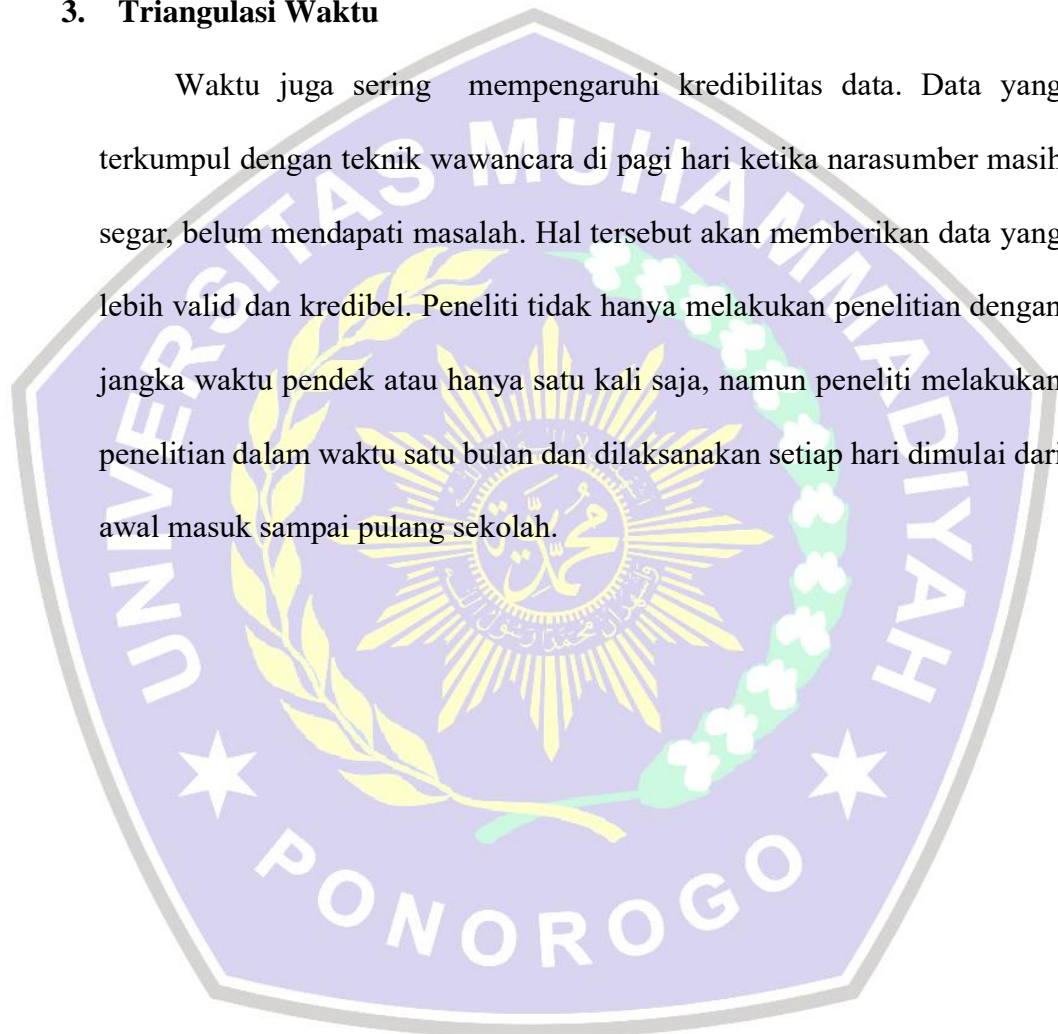 3. Triangulasi Waktu
Waktu juga sering mempengaruhi kredibilitas data. Data yang
terkumpul dengan teknik wawancara di pagi hari ketika narasumber masih
segar, belum mendapati masalah. Hal tersebut akan memberikan data yang
lebih valid dan kredibel. Peneliti tidak hanya melakukan penelitian dengan
jangka waktu pendek atau hanya satu kali saja, namun peneliti melakukan
penelitian dalam waktu satu bulan dan dilaksanakan setiap hari dimulai dari
awal masuk sampai pulang sekolah.
UNIVERSITAS MUHAMMADIYAH
PONOROGO
محمدية